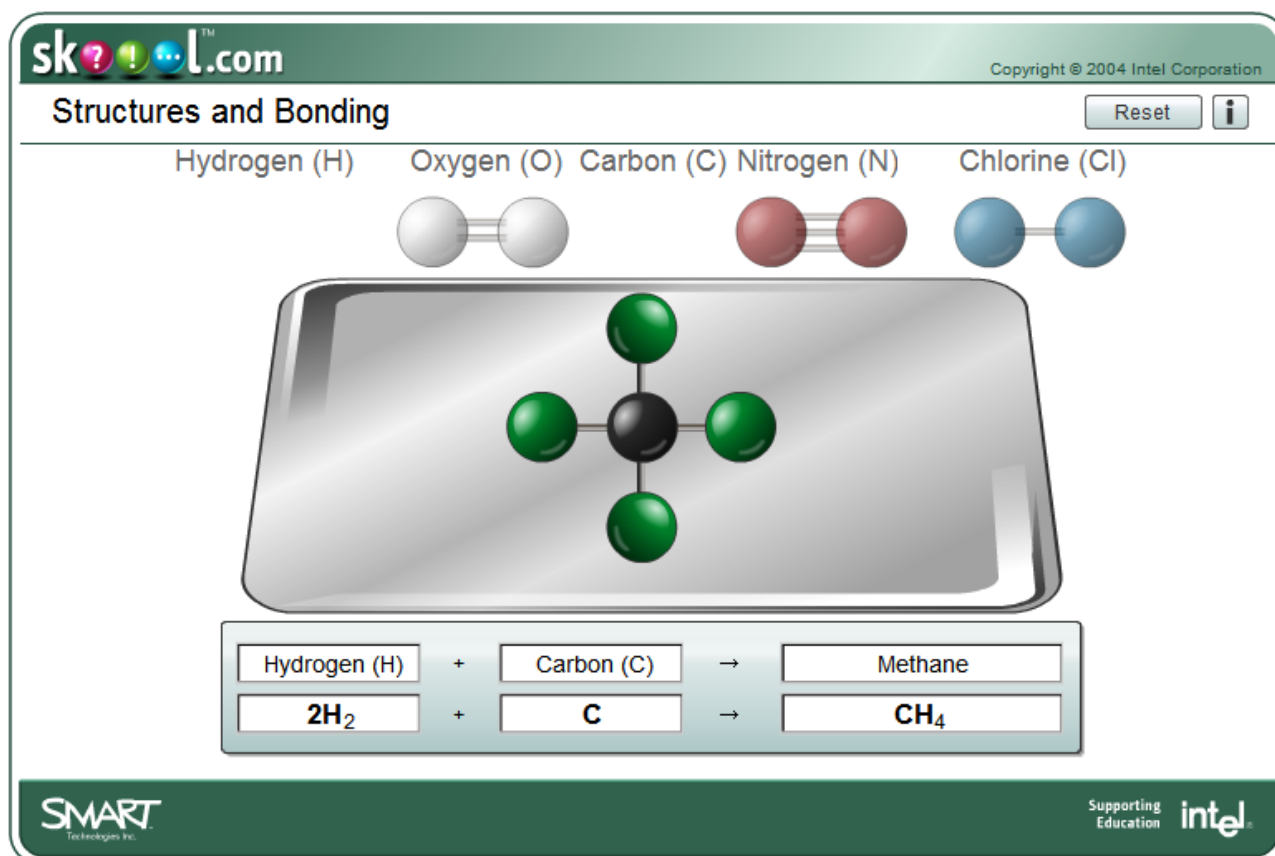 skoool™.com
Copyright © 2004 Intel Corporation
Structures and Bonding
Reset i
Hydrogen (H) Oxygen (O) Carbon (C) Nitrogen (N) Chlorine (Cl)
Hydrogen (H) + Carbon (C) → Methane
2H₂ + C → CH₄
SMART
Technologies Inc.
Supporting
Education
intel®